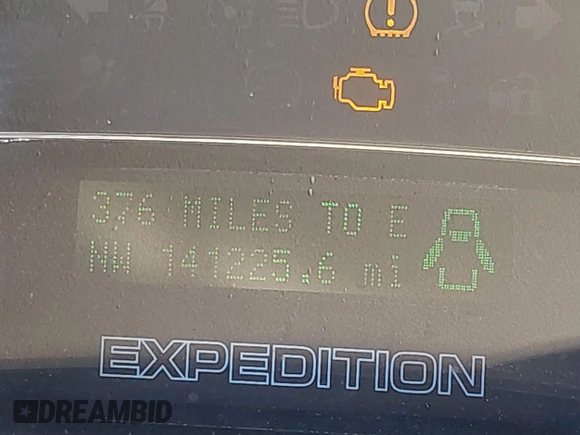 376 MILES TO E
NW 141225.6 mi
EXPEDITION
DREAMBID